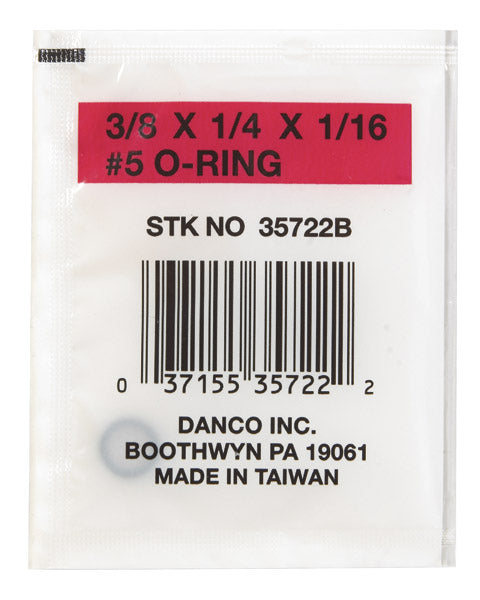 3/8 X 1/4 X 1/16
#5 O-RING
STK NO 35722B
0 37155 35722 2
DANCO INC.
BOOTHWYN PA 19061
MADE IN TAIWAN